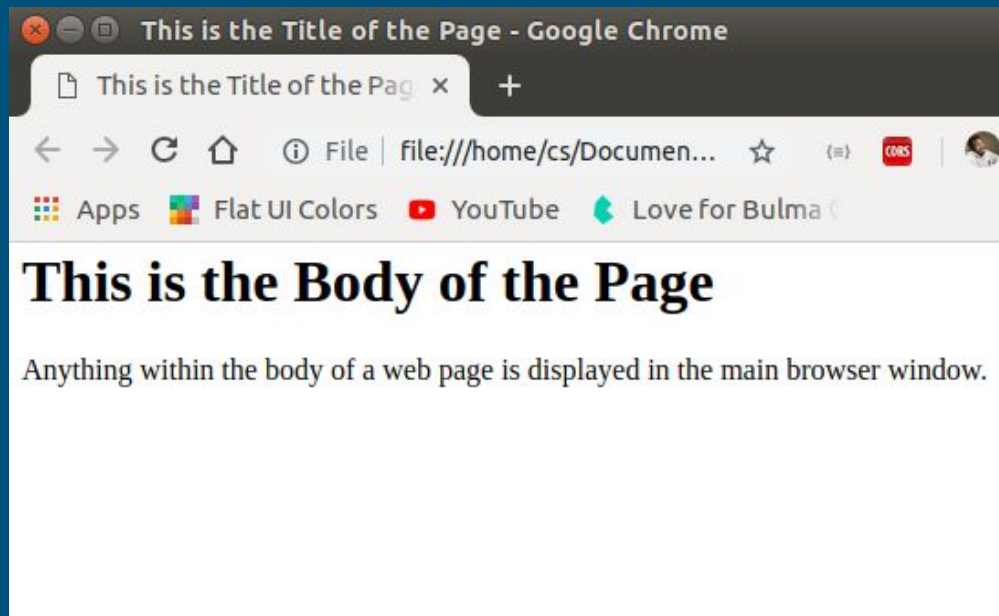 This is the Title of the Page - Google Chrome
This is the Title of the Pag
File file:///home/cs/Documen...
CORS
Apps Flat UI Colors YouTube Love for Bulma
This is the Body of the Page
Anything within the body of a web page is displayed in the main browser window.